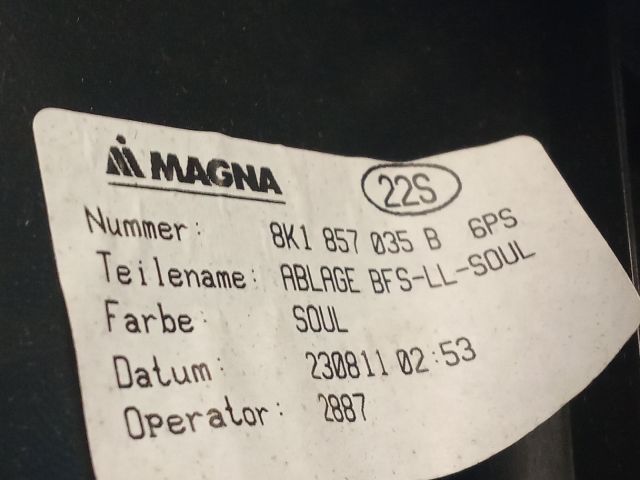 MAGNA
22S
Nummer: 8K1 857 035 B 6PS
Teilename: ABLAGE BFS-LL-SOUL
Farbe: SOUL
Datum: 230811 02:53
Operator: 2887